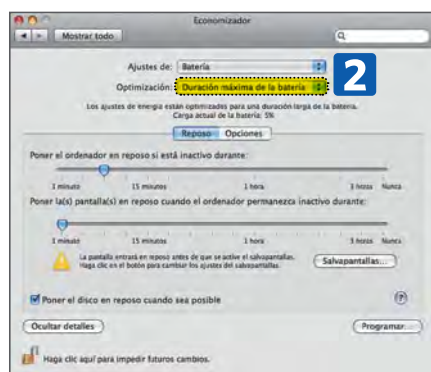 Economizador
Mostrar todo
Ajustes de: Batería
Optimización: Duración máxima de la batería
2
Los ajustes de energía están optimizados para una duración larga de la batería.
Carga actual de la batería: 5%
Reposo Opciones
Poner el ordenador en reposo si está inactivo durante:
1 minuto 15 minutos 1 hora 3 horas Nunca
Poner la(s) pantalla(s) en reposo cuando el ordenador permanezca inactivo durante:
1 minuto 15 minutos 1 hora 3 horas Nunca
La pantalla entrará en reposo antes de que se active el salvapantallas.
Haga clic en el botón para cambiar los ajustes del salvapantallas.
Salvapantallas...
Poner el disco en reposo cuando sea posible
?
Ocultar detalles Programar...
Haga clic aquí para impedir futuros cambios.